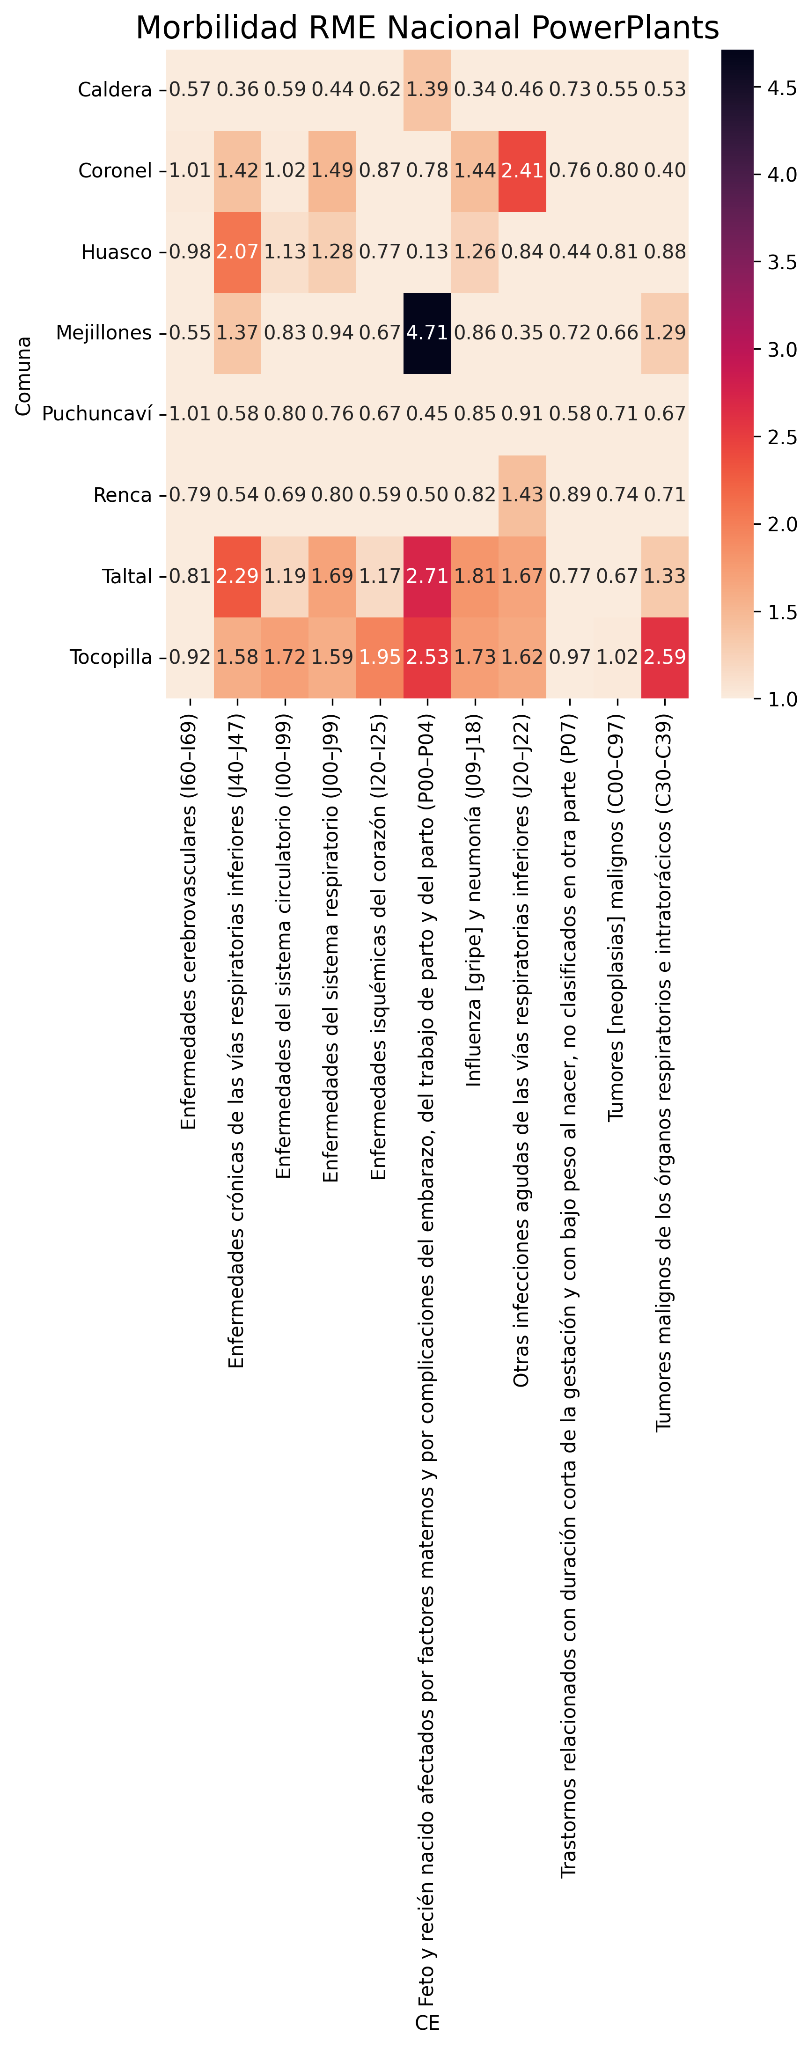 Morbilidad RME Nacional PowerPlants
Comuna
Caldera 0.57 0.36 0.59 0.44 0.62 1.39 0.34 0.46 0.73 0.55 0.53
Coronel 1.01 1.42 1.02 1.49 0.87 0.78 1.44 2.41 0.76 0.80 0.40
Huasco 0.98 2.07 1.13 1.28 0.77 0.13 1.26 0.84 0.44 0.81 0.88
Mejillones 0.55 1.37 0.83 0.94 0.67 4.71 0.86 0.35 0.72 0.66 1.29
Puchuncaví 1.01 0.58 0.80 0.76 0.67 0.45 0.85 0.91 0.58 0.71 0.67
Renca 0.79 0.54 0.69 0.80 0.59 0.50 0.82 1.43 0.89 0.74 0.71
Taltal 0.81 2.29 1.19 1.69 1.17 2.71 1.81 1.67 0.77 0.67 1.33
Tocopilla 0.92 1.58 1.72 1.59 1.95 2.53 1.73 1.62 0.97 1.02 2.59
4.5
4.0
3.5
3.0
2.5
2.0
1.5
1.0
Enfermedades cerebrovasculares (I60–I69)
Enfermedades crónicas de las vías respiratorias inferiores (J40–J47)
Enfermedades del sistema circulatorio (I00–I99)
Enfermedades del sistema respiratorio (J00–J99)
Enfermedades isquémicas del corazón (I20–I25)
Feto y recién nacido afectados por factores maternos y por complicaciones del embarazo, del trabajo de parto y del parto (P00–P04)
Influenza [gripe] y neumonía (J09–J18)
Otras infecciones agudas de las vías respiratorias inferiores (J20–J22)
Trastornos relacionados con duración corta de la gestación y con bajo peso al nacer, no clasificados en otra parte (P07)
Tumores [neoplasias] malignos (C00–C97)
Tumores malignos de los órganos respiratorios e intratorácicos (C30–C39)
CE